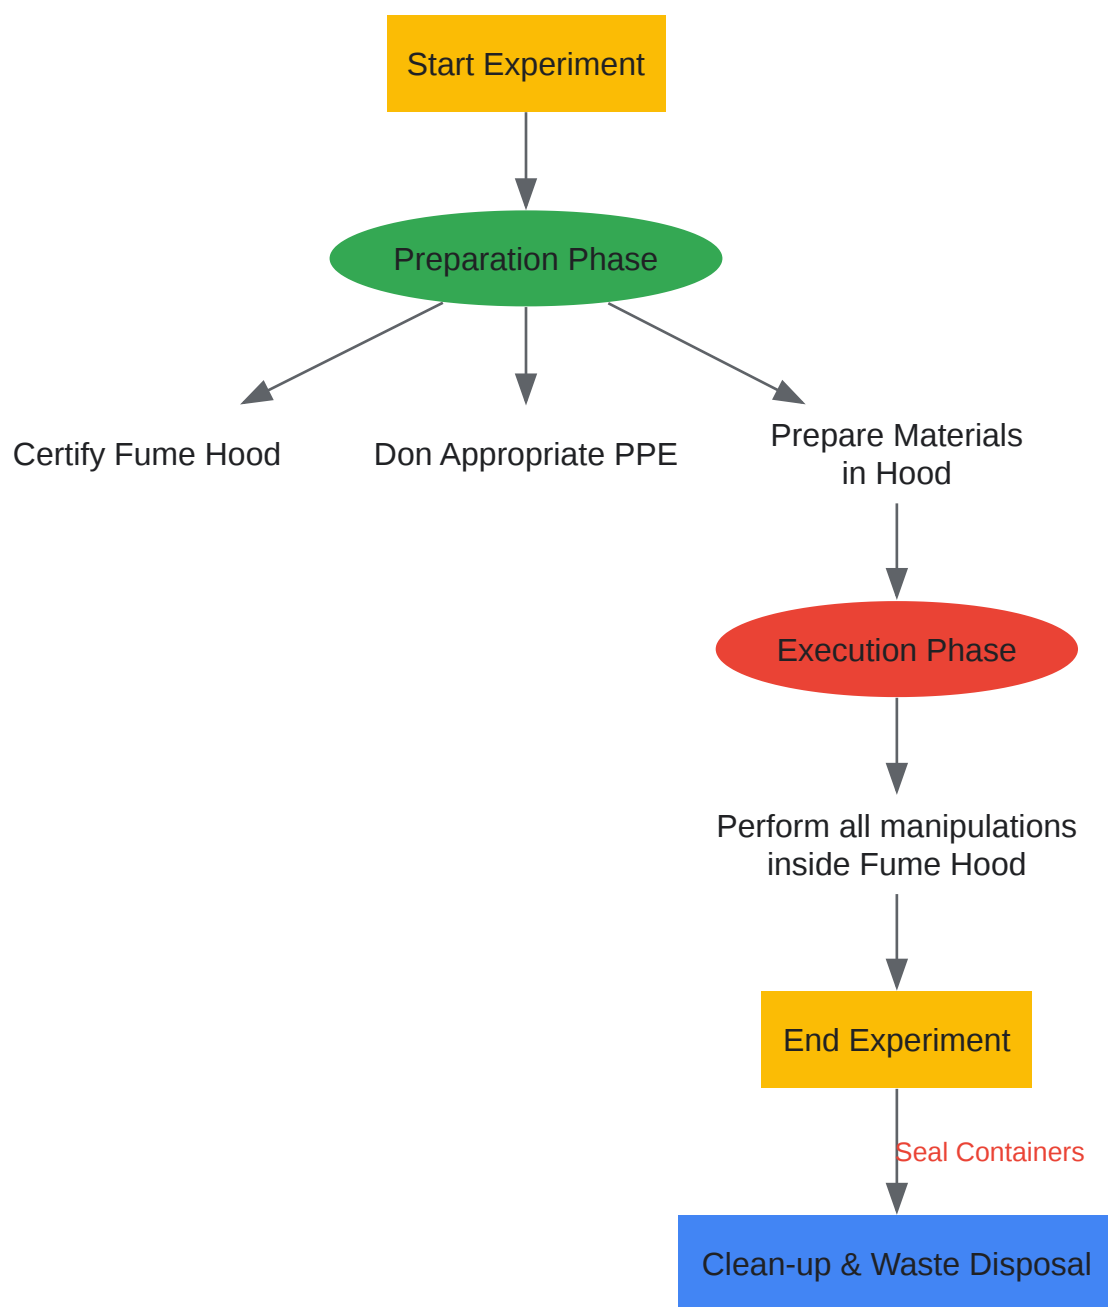 Start Experiment
Preparation Phase
Certify Fume Hood
Don Appropriate PPE
Prepare Materials
in Hood
Execution Phase
Perform all manipulations
inside Fume Hood
End Experiment
Seal Containers
Clean-up & Waste Disposal